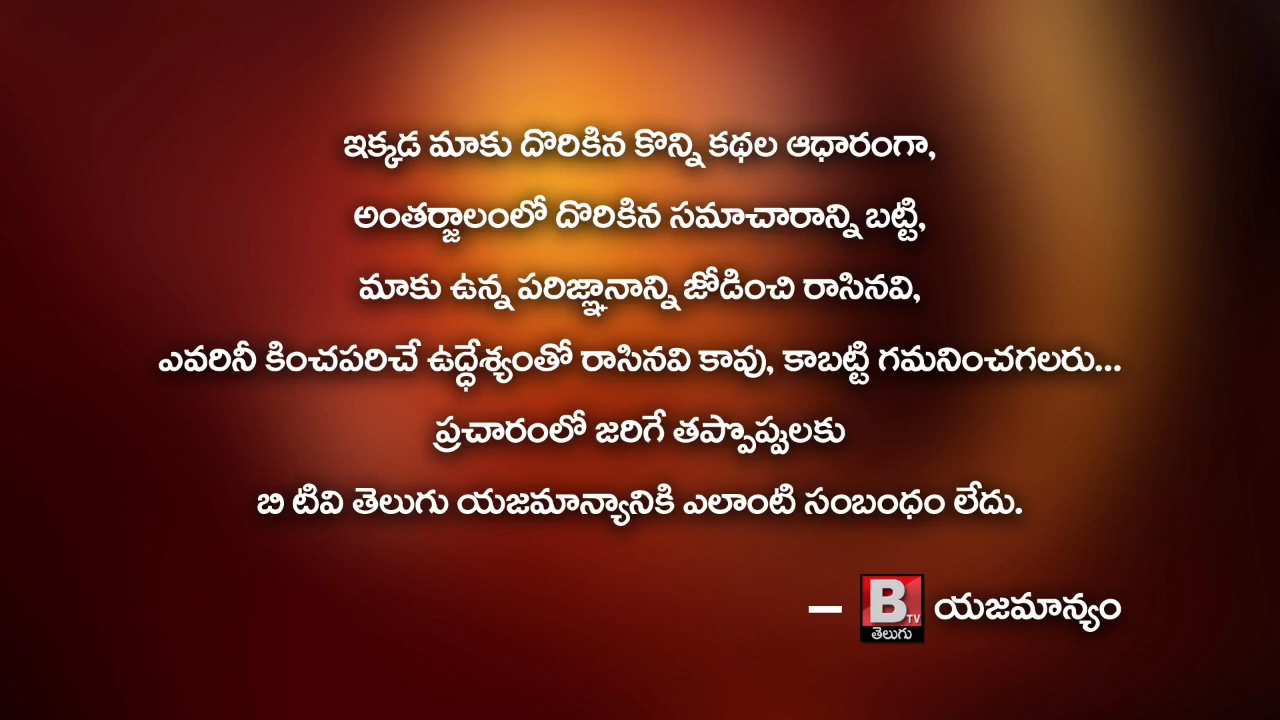 ఇక్కడ మాకు దొరికిన కొన్ని కథల ఆధారంగా,
అంతర్జాలంలో దొరికిన సమాచారాన్ని బట్టి,
మాకు ఉన్న పరిజ్ఞానాన్ని జోడించి రాసినవి,
ఎవరినీ కించపరిచే ఉద్ధేశ్యంతో రాసినవి కావు, కాబట్టి గమనించగలరు...
ప్రచారంలో జరిగే తప్పొప్పులకు
బి టివి తెలుగు యజమాన్యానికి ఎలాంటి సంబంధం లేదు.
– B TV తెలుగు యజమాన్యం